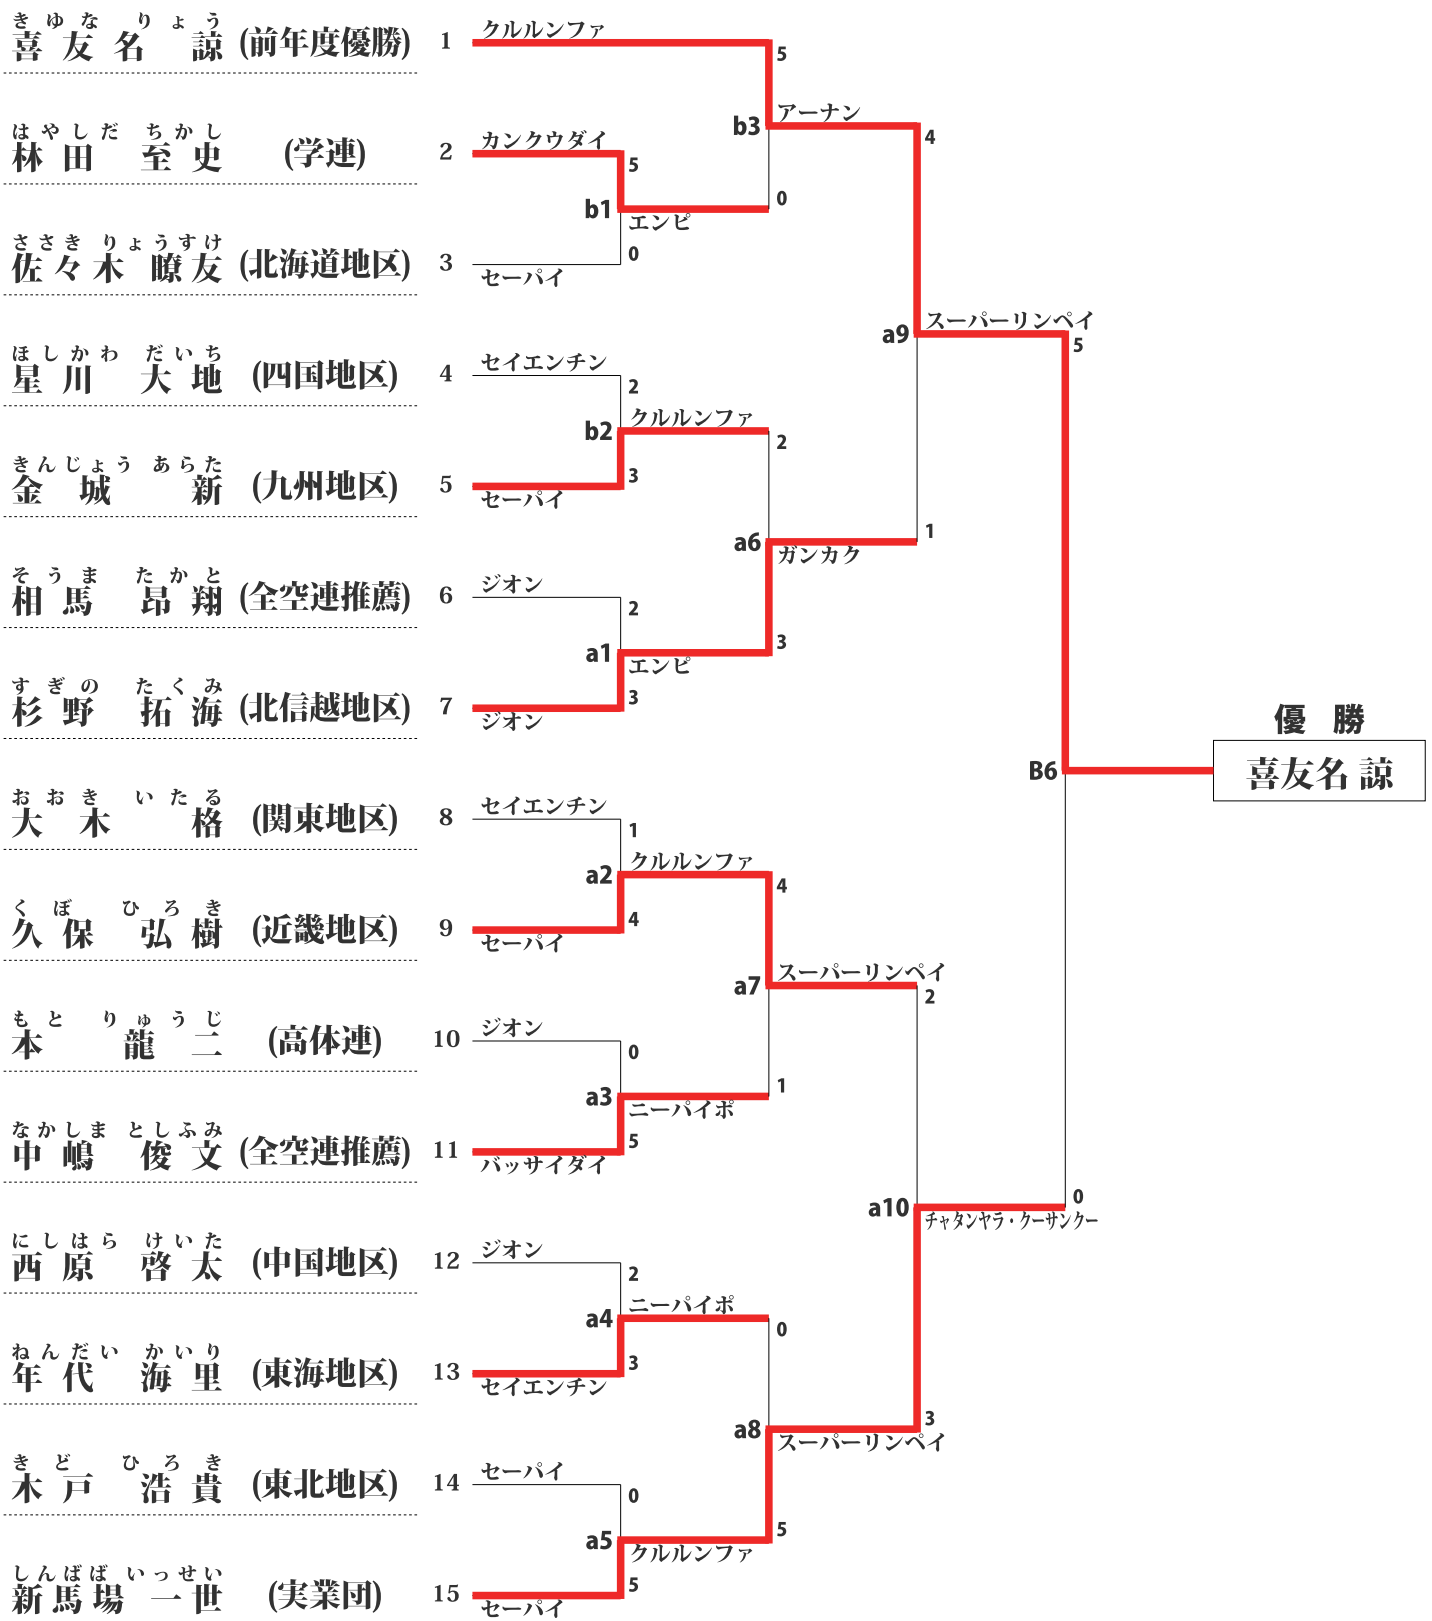 きゆな りょう
喜友名 諒 (前年度優勝) 1 クルルンファ 5
b3 アーナン 4
はやしだ ちかし
林田 至史 (学連) 2 カンクウダイ 5
b1 エンピ 0
ささき りょうすけ
佐々木 瞭友 (北海道地区) 3 セーパイ 0
a9 スーパーリンペイ 5
ほしかわ だいち
星川 大地 (四国地区) 4 セイエンチン 2
b2 クルルンファ 2
きんじょう あらた
金城 新 (九州地区) 5 セーパイ 3
a6 ガンカク 1
そうま たかと
相馬 昂翔 (全空連推薦) 6 ジオン 2
a1 エンピ 3
すぎの たくみ
杉野 拓海 (北信越地区) 7 ジオン 3
優 勝
B6 喜友名 諒
おおき いたる
大木 格 (関東地区) 8 セイエンチン 1
a2 クルルンファ 4
くぼ ひろき
久保 弘樹 (近畿地区) 9 セーパイ 4
a7 スーパーリンペイ 2
もと りゅうじ
本 龍二 (高体連) 10 ジオン 0
a3 ニーパイポ 1
なかしま としふみ
中嶋 俊文 (全空連推薦) 11 バッサイダイ 5
a10 チャタンヤラ・クーサンクー 0
にしはら けいた
西原 啓太 (中国地区) 12 ジオン 2
a4 ニーパイポ 0
ねんだい かいり
年代 海里 (東海地区) 13 セイエンチン 3
a8 スーパーリンペイ 3
きど ひろき
木戸 浩貴 (東北地区) 14 セーパイ 0
a5 クルルンファ 5
しんばば いっせい
新馬場 一世 (実業団) 15 セーパイ 5